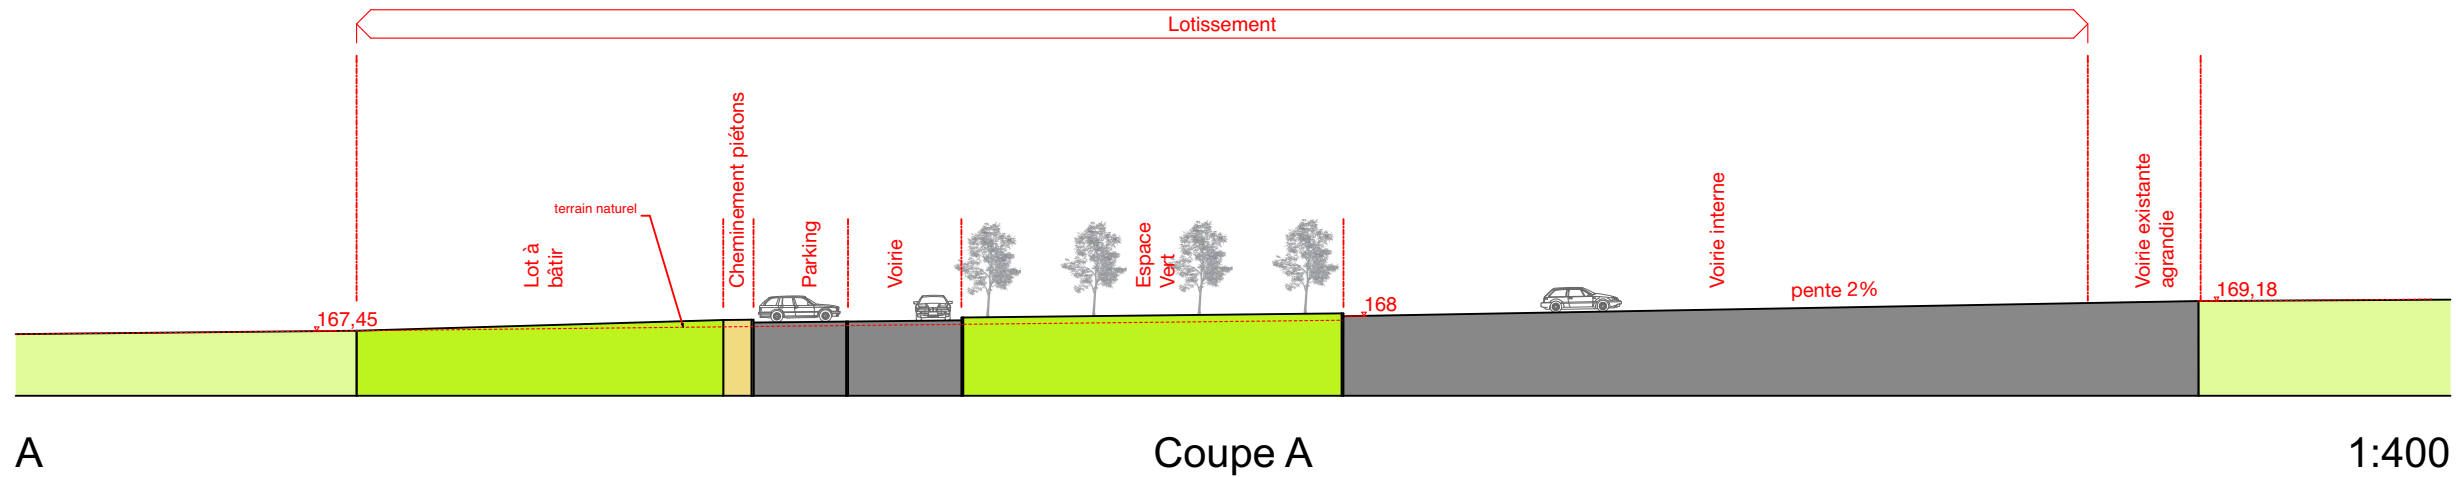 Lotissement
terrain naturel
Lot à
bâtir
Cheminement piétons
Parking
Voirie
Espace
Vert
Voirie interne
Voirie existante
agrandie
167,45
168
pente 2%
169,18
A
Coupe A
1:400